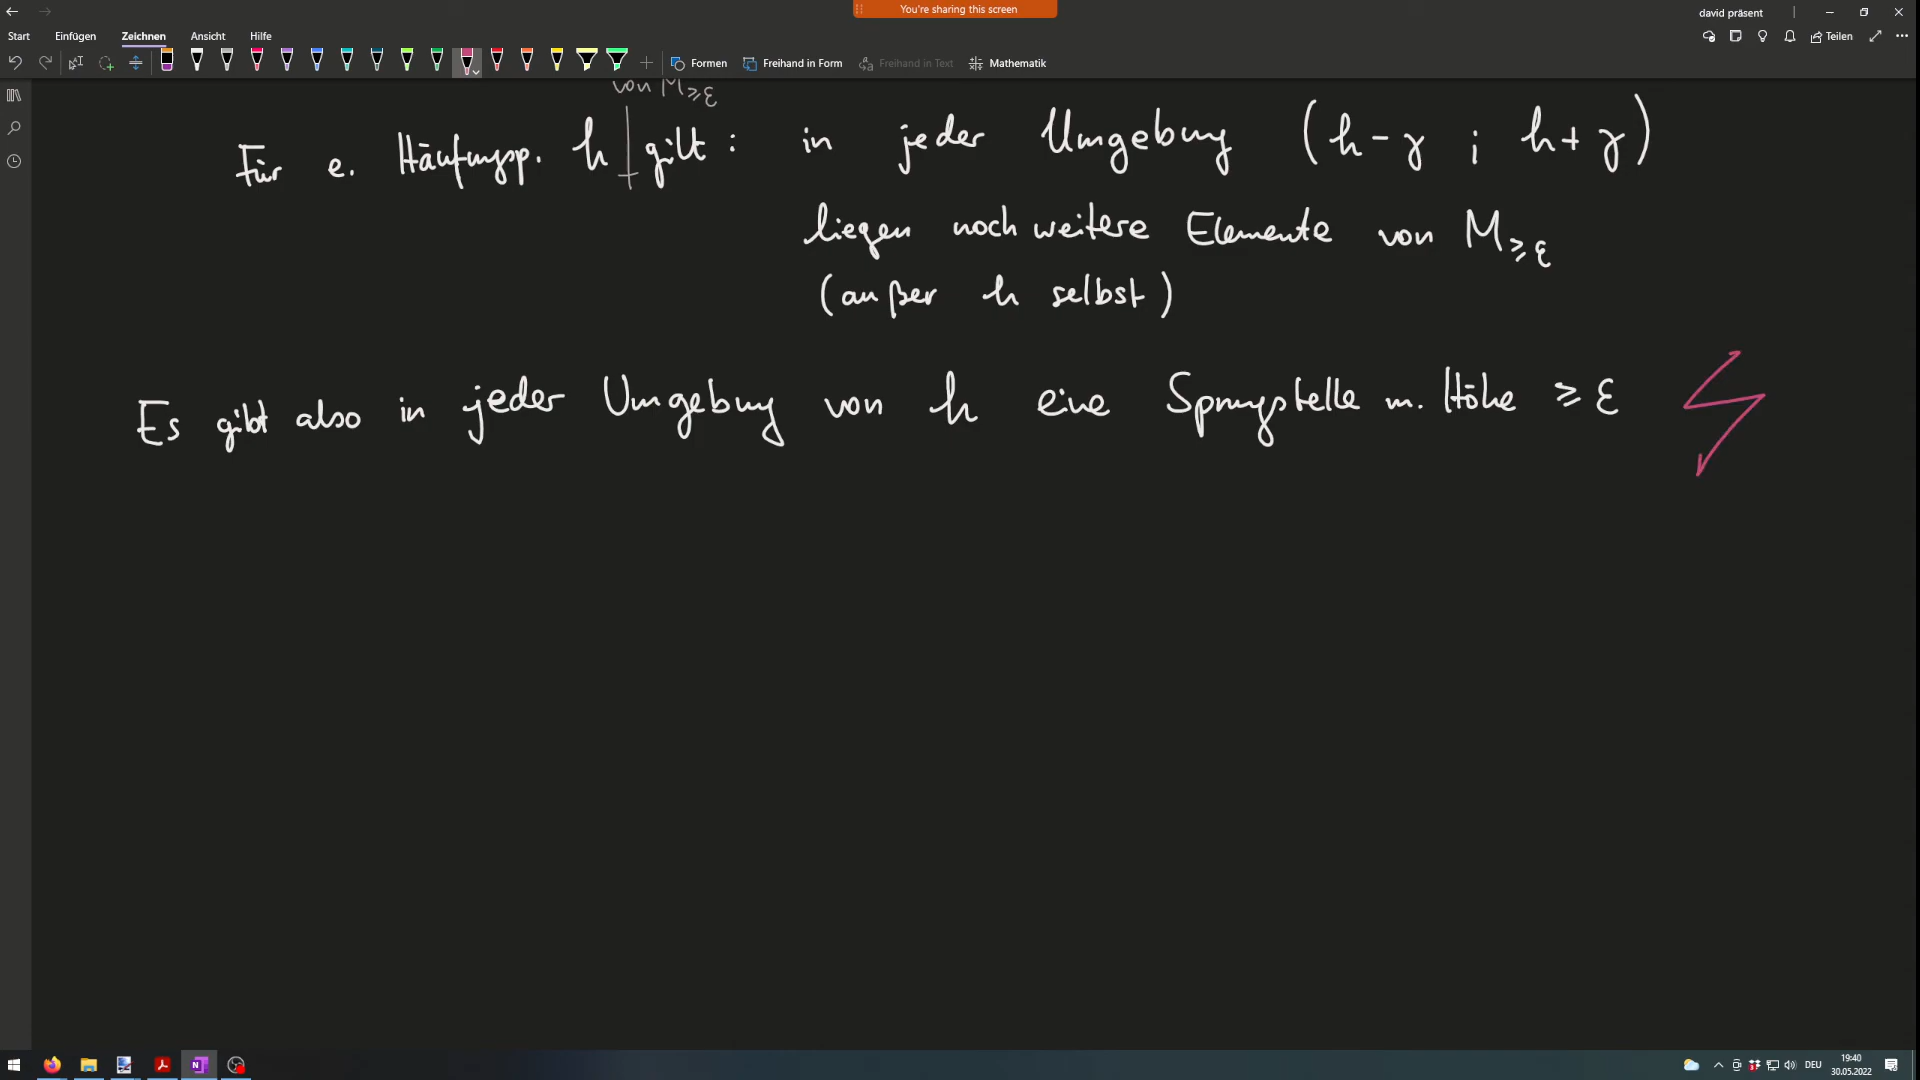 You're sharing this screen
david präsent
Start Einfügen Zeichnen Ansicht Hilfe
Teilen
Formen Freihand in Form Freihand in Text Mathematik
von M≥ε
Für e. Häufungsp. h gilt: in jeder Umgebung (h-γ ; h+γ)
liegen noch weitere Elemente von M≥ε
(außer h selbst)
Es gibt also in jeder Umgebung von h eine Sprungstelle m. Höhe ≥ ε
DEU
19:40
30.05.2022